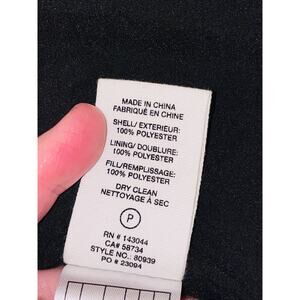 MADE IN CHINA
FABRIQUÉ EN CHINE
SHELL/ EXTERIEUR:
100% POLYESTER
LINING/ DOUBLURE:
100% POLYESTER
FILL/REMPLISSAGE:
100% POLYESTER
DRY CLEAN
NETTOYAGE À SEC
P
RN # 143044
CA# 58734
STYLE NO.: 80939
PO # 23094